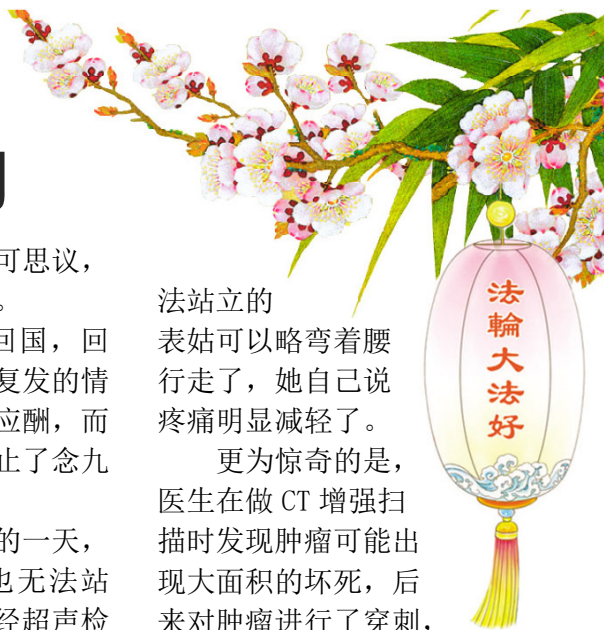 可思议，
。
回国，回
复发的情
应酬，而
止了念九
的一天，
也无法站
经超声检
法站立的
表姑可以略弯着腰
行走了，她自己说
疼痛明显减轻了。
更为惊奇的是，
医生在做 CT 增强扫
描时发现肿瘤可能出
现大面积的坏死，后
来对肿瘤进行了穿刺，
法輪大法好